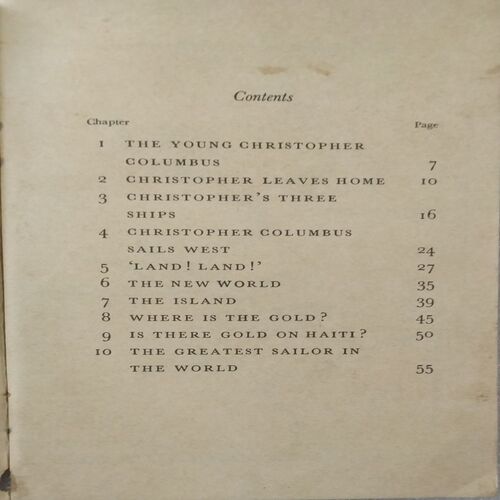 Contents
Chapter Page
1 THE YOUNG CHRISTOPHER
COLUMBUS 7
2 CHRISTOPHER LEAVES HOME 10
3 CHRISTOPHER'S THREE
SHIPS 16
4 CHRISTOPHER COLUMBUS
SAILS WEST 24
5 'LAND! LAND!' 27
6 THE NEW WORLD 35
7 THE ISLAND 39
8 WHERE IS THE GOLD? 45
9 IS THERE GOLD ON HAITI? 50
10 THE GREATEST SAILOR IN
THE WORLD 55